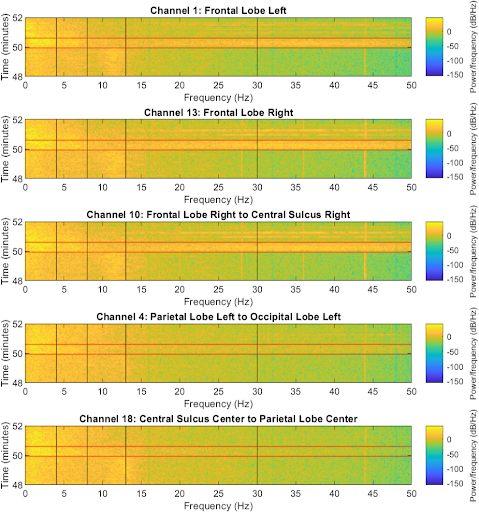 Channel 1: Frontal Lobe Left
Time (minutes)
52
50
48
0 5 10 15 20 25 30 35 40 45 50
Frequency (Hz)
0
-50
-100
-150
Power/frequency (dB/Hz)
Channel 13: Frontal Lobe Right
Time (minutes)
52
50
48
0 5 10 15 20 25 30 35 40 45 50
Frequency (Hz)
0
-50
-100
-150
Power/frequency (dB/Hz)
Channel 10: Frontal Lobe Right to Central Sulcus Right
Time (minutes)
52
50
48
0 5 10 15 20 25 30 35 40 45 50
Frequency (Hz)
0
-50
-100
-150
Power/frequency (dB/Hz)
Channel 4: Parietal Lobe Left to Occipital Lobe Left
Time (minutes)
52
50
48
0 5 10 15 20 25 30 35 40 45 50
Frequency (Hz)
0
-50
-100
-150
Power/frequency (dB/Hz)
Channel 18: Central Sulcus Center to Parietal Lobe Center
Time (minutes)
52
50
48
0 5 10 15 20 25 30 35 40 45 50
Frequency (Hz)
0
-50
-100
-150
Power/frequency (dB/Hz)